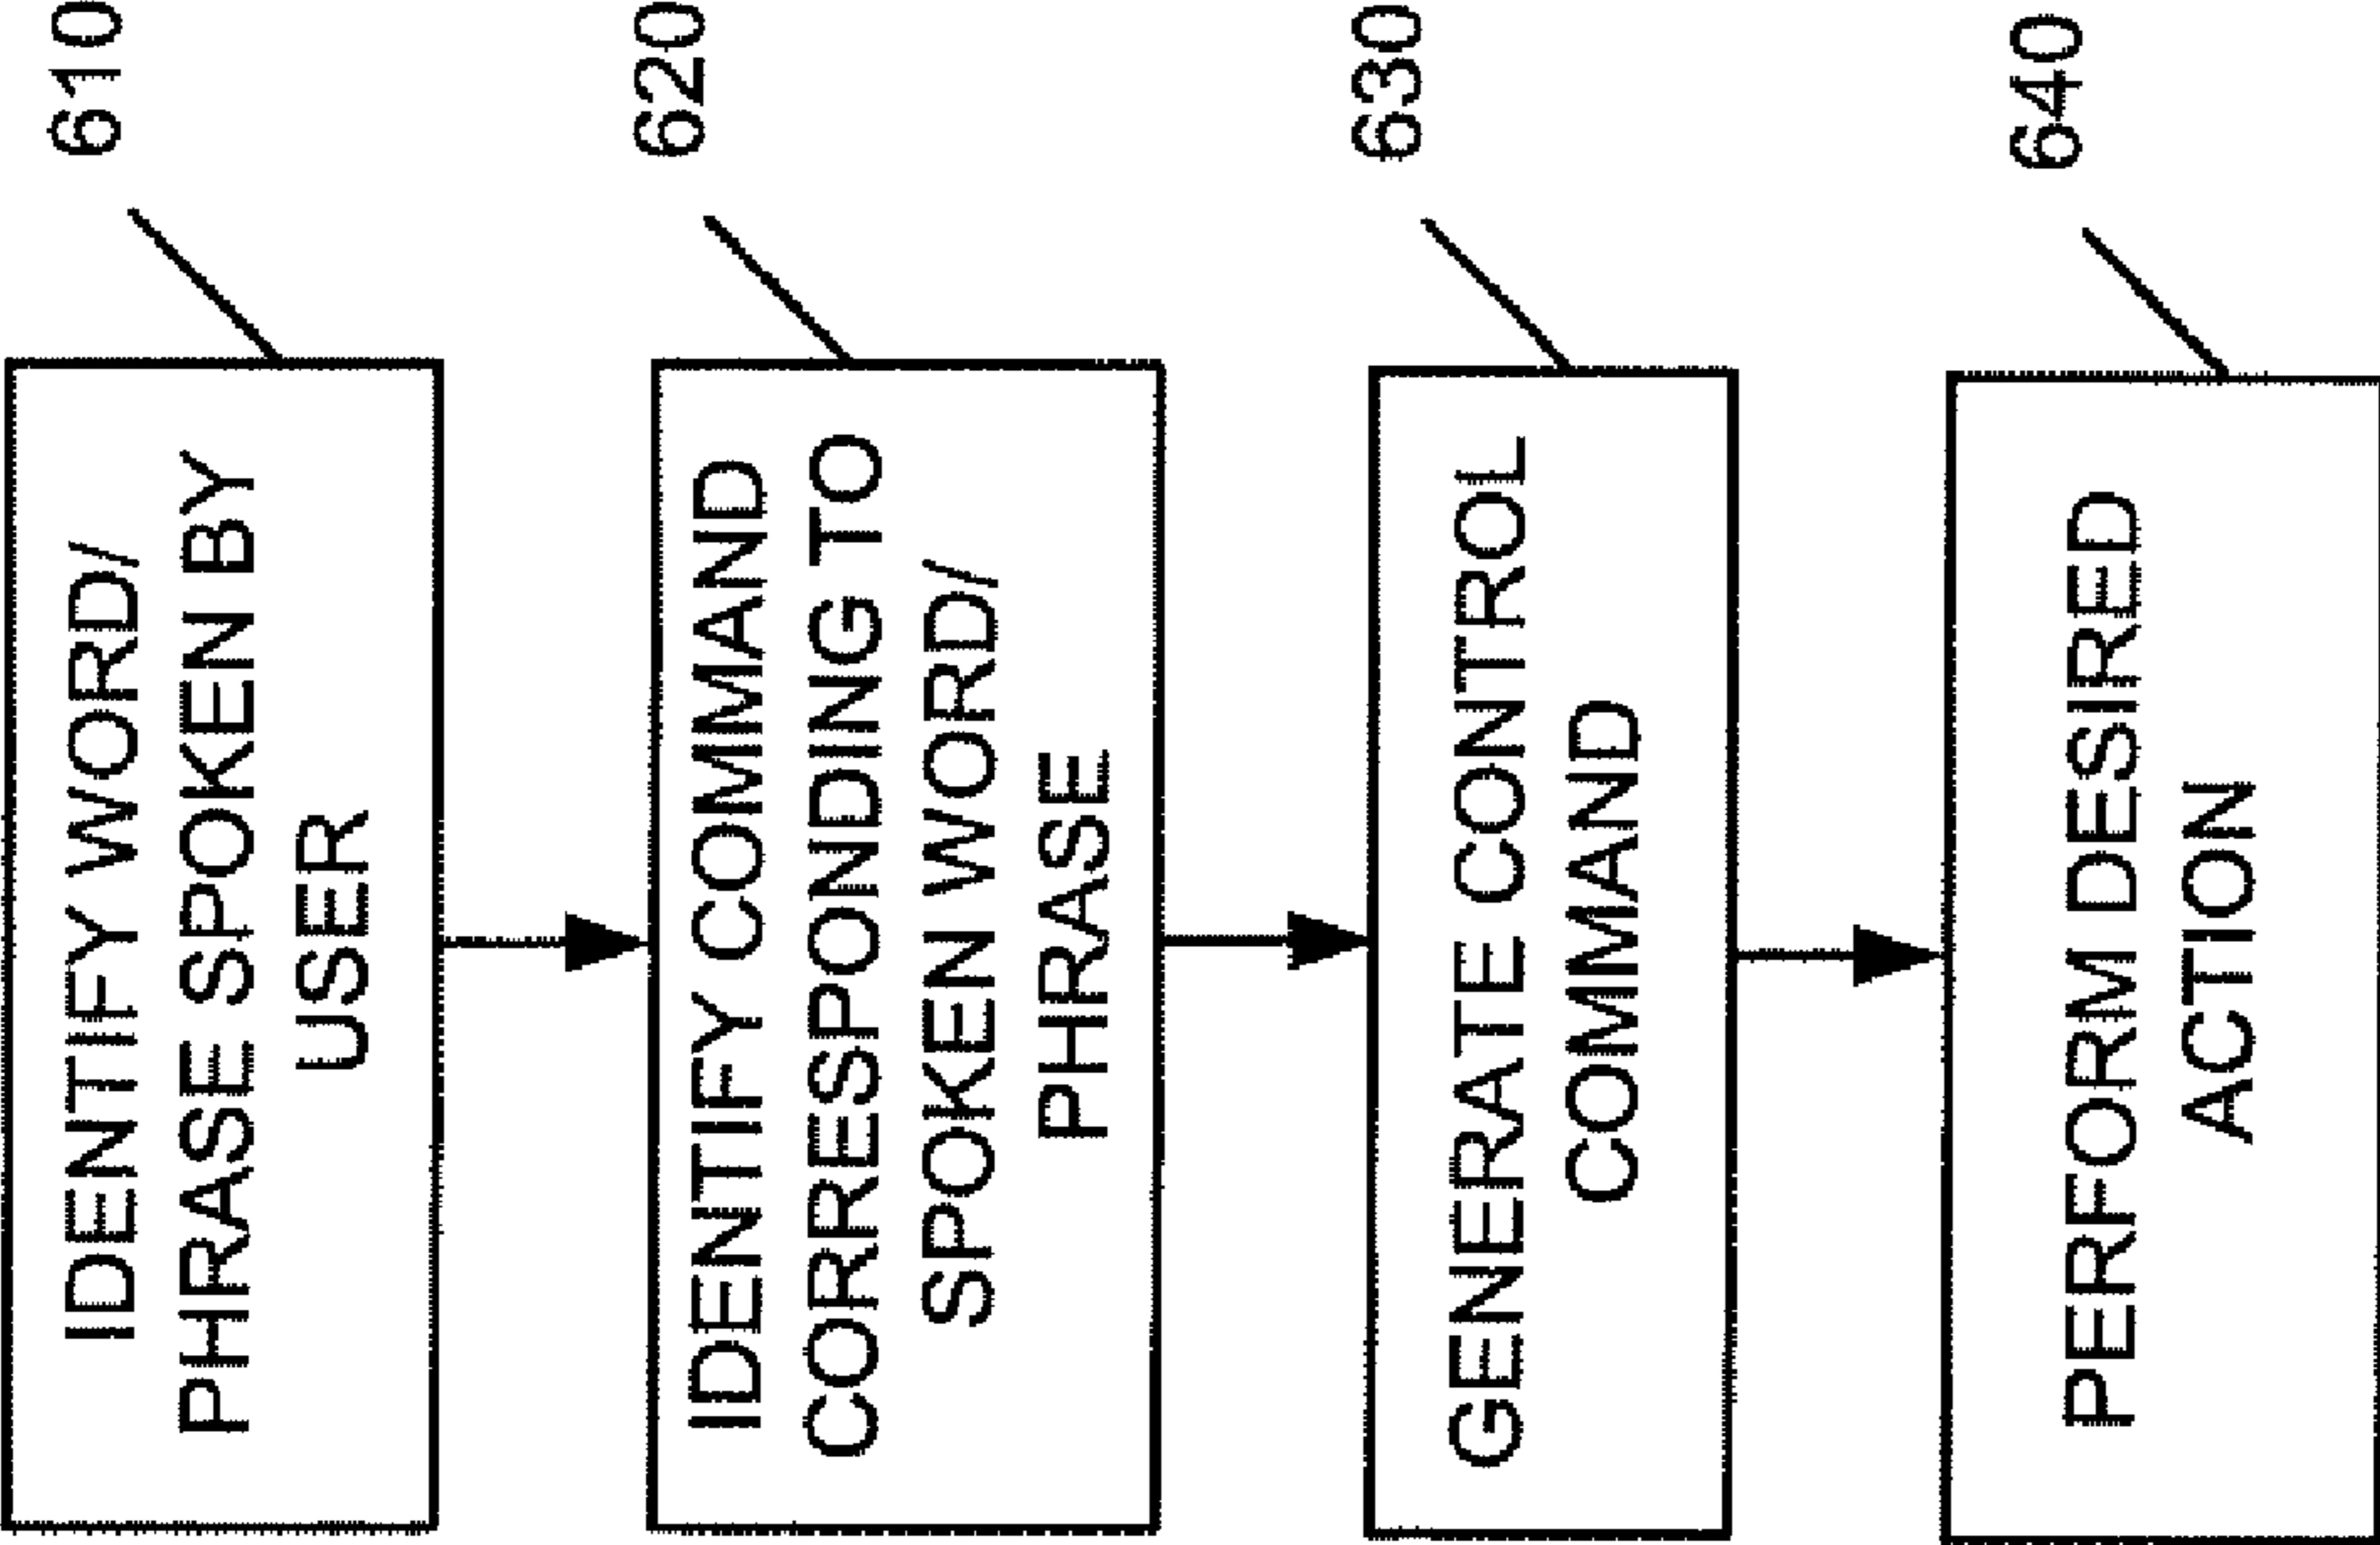 IDENTIFY WORD/
PHRASE SPOKEN BY
USER
610
IDENTIFY COMMAND
CORRESPONDING TO
SPOKEN WORD/
PHRASE
620
GENERATE CONTROL
COMMAND
630
PERFORM DESIRED
ACTION
640